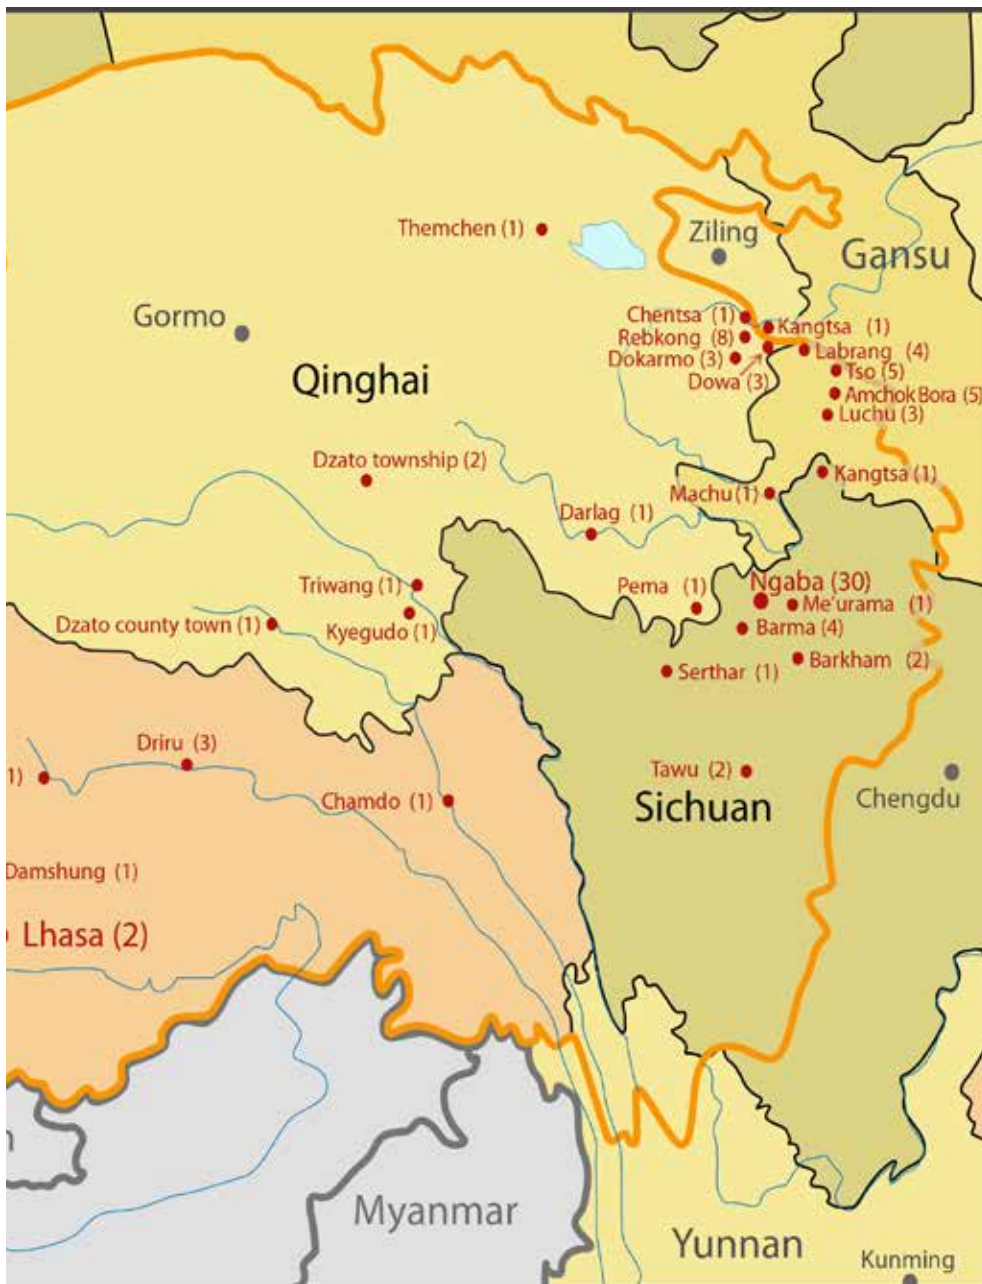 Themchen (1)
Ziling
Gansu
Gormo
Chentsa (1)
Kangtsa (1)
Rebkong (8)
Labrang (4)
Dokarmo (3)
Tso (5)
Qinghai
Dowa (3)
Amchok Bora (5)
Luchu (3)
Dzato township (2)
Kangtsa (1)
Machu (1)
Darlag (1)
Triwang (1)
Pema (1)
Ngaba (30)
Me'urama (1)
Dzato county town (1)
Kyegudo (1)
Barma (4)
Serthar (1)
Barkham (2)
Driru (3)
1)
Tawu (2)
Chamdo (1)
Sichuan
Chengdu
Damshung (1)
Lhasa (2)
Myanmar
Yunnan
Kunming